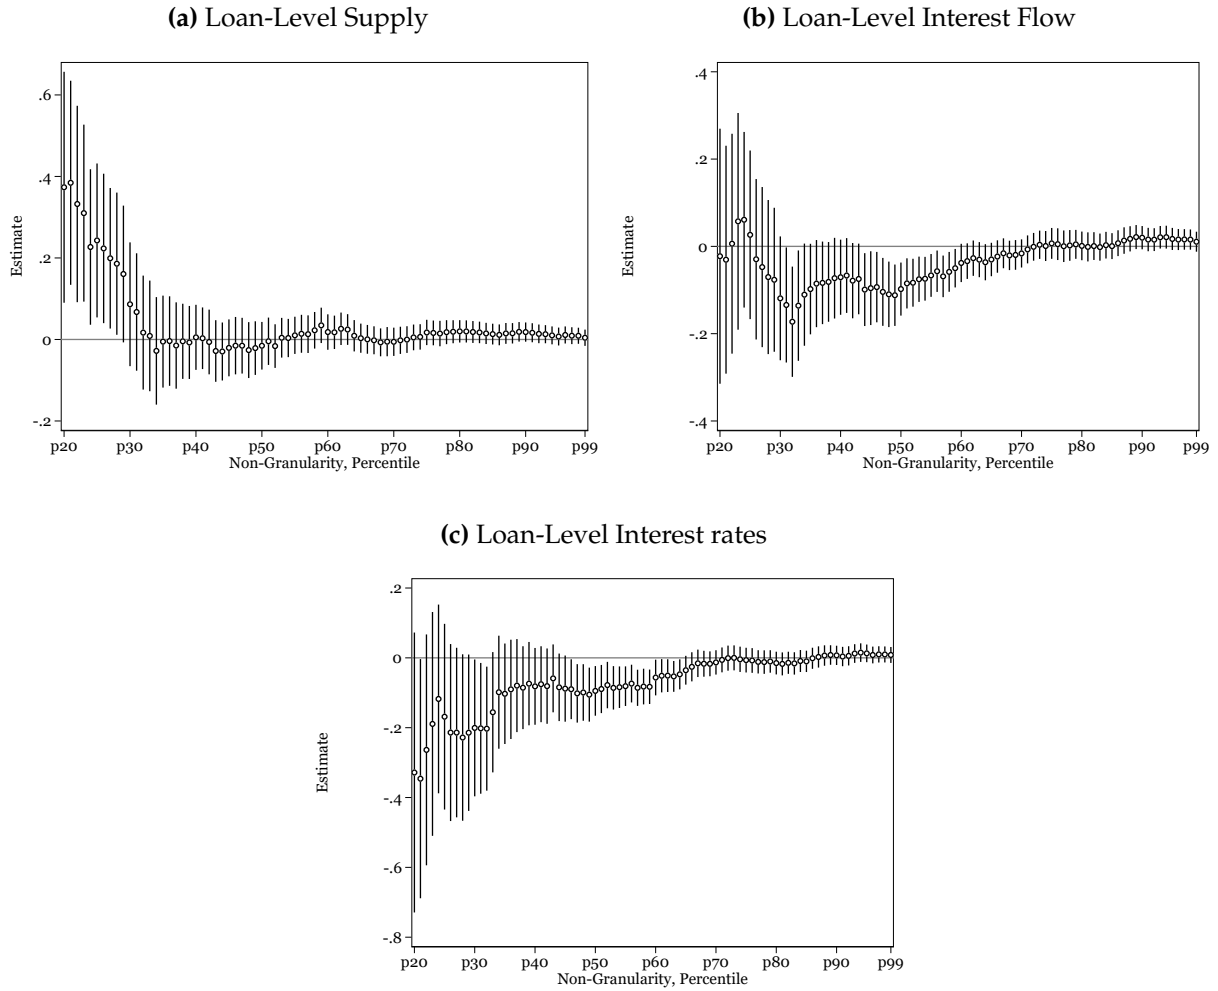 (a) Loan-Level Supply
.6
.4
.2
0
-.2
Estimate
p20 p30 p40 p50 p60 p70 p80 p90 p99
Non-Granularity, Percentile
(b) Loan-Level Interest Flow
.4
.2
0
-.2
-.4
Estimate
p20 p30 p40 p50 p60 p70 p80 p90 p99
Non-Granularity, Percentile
(c) Loan-Level Interest rates
.2
0
-.2
-.4
-.6
-.8
Estimate
p20 p30 p40 p50 p60 p70 p80 p90 p99
Non-Granularity, Percentile